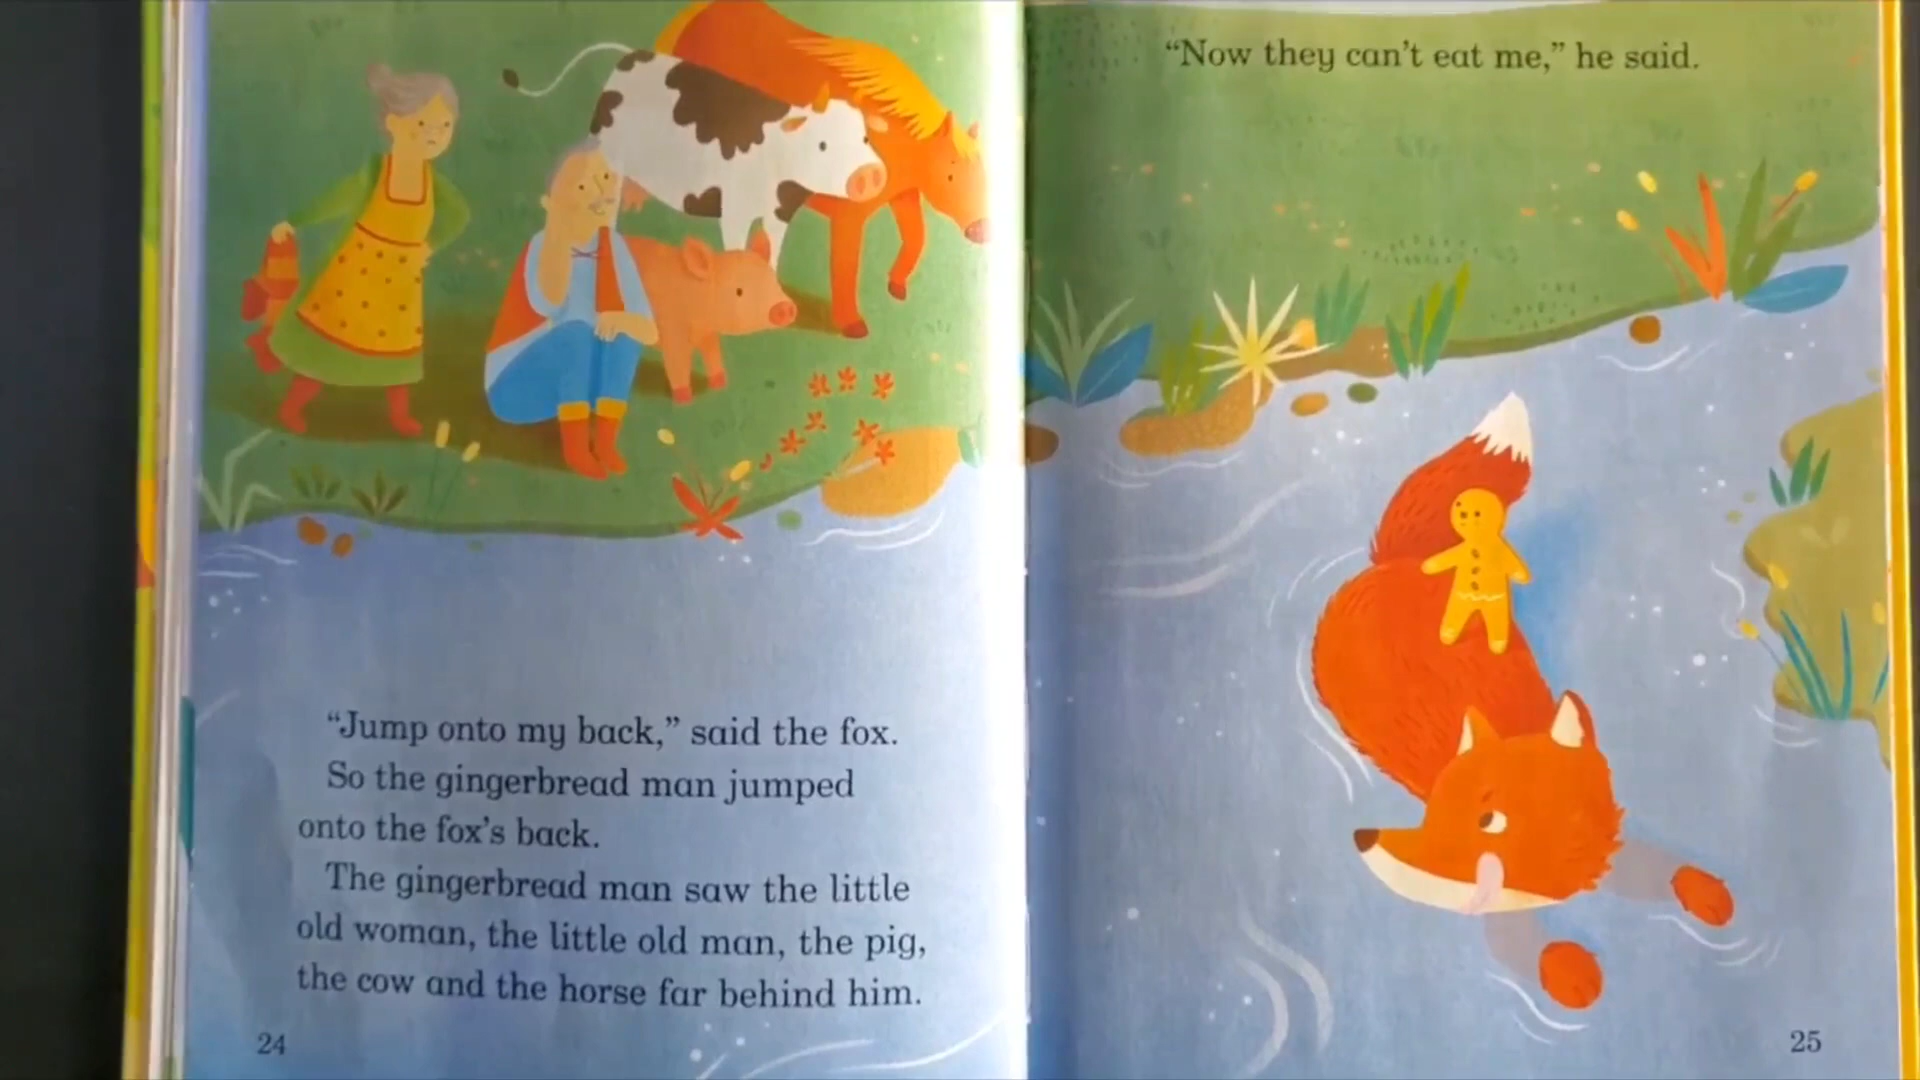 “Jump onto my back,” said the fox.
So the gingerbread man jumped
onto the fox’s back.
The gingerbread man saw the little
old woman, the little old man, the pig,
the cow and the horse far behind him.
24
“Now they can’t eat me,” he said.
25